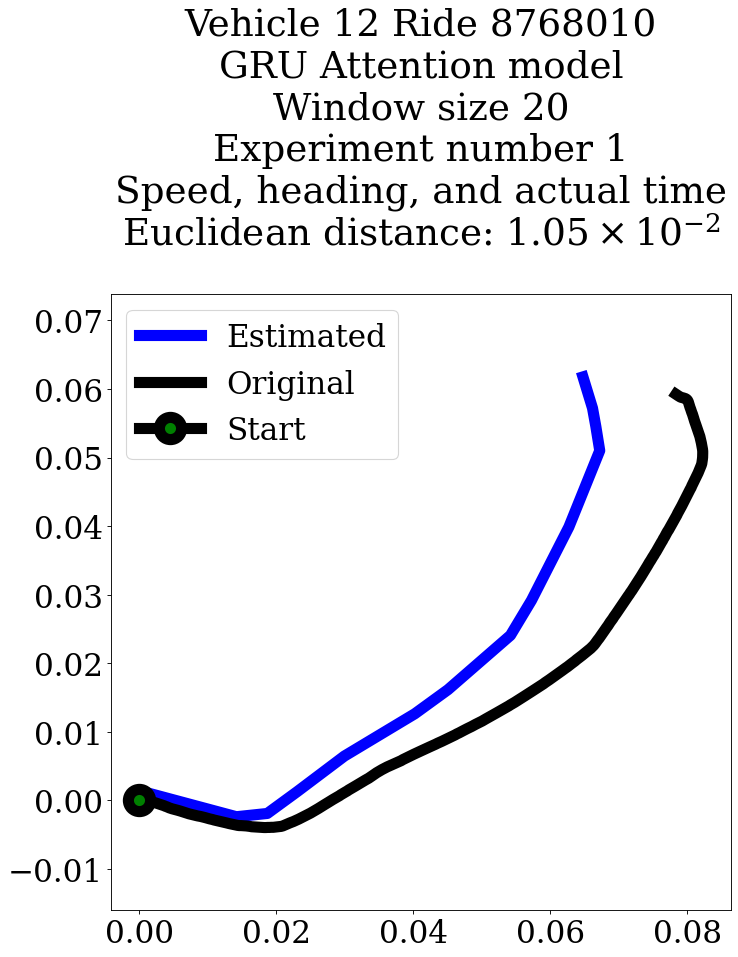 Vehicle 12 Ride 8768010
GRU Attention model
Window size 20
Experiment number 1
Speed, heading, and actual time
Euclidean distance: 1.05 × 10⁻²
Estimated
Original
Start
0.07
0.06
0.05
0.04
0.03
0.02
0.01
0.00
−0.01
0.00 0.02 0.04 0.06 0.08